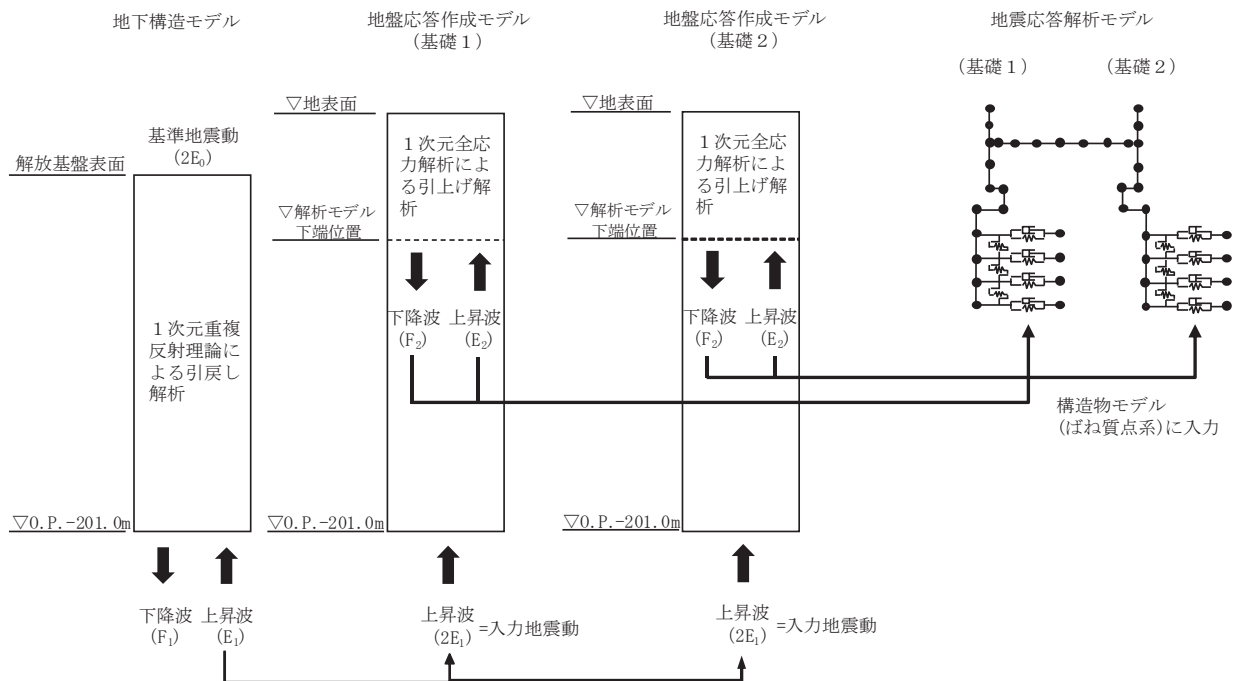 地下構造モデル
基準地震動
(2E₀)
解放基盤表面
1次元重複
反射理論に
よる引戻し
解析
▽O.P.-201.0m
下降波
(F₁)
上昇波
(E₁)
地盤応答作成モデル
(基礎1)
▽地表面
1次元全応
力解析によ
る引上げ解
析
▽解析モデル
下端位置
下降波
(F₂)
上昇波
(E₂)
▽O.P.-201.0m
上昇波
(2E₁)
=入力地震動
地盤応答作成モデル
(基礎2)
▽地表面
1次元全応
力解析によ
る引上げ解
析
▽解析モデル
下端位置
下降波
(F₂)
上昇波
(E₂)
▽O.P.-201.0m
上昇波
(2E₁)
=入力地震動
地震応答解析モデル
(基礎1)
(基礎2)
構造物モデル
(ばね質点系)に入力